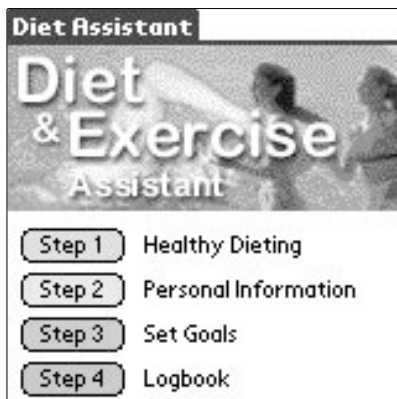 Diet Assistant
Diet
& Exercise
Assistant
Step 1 Healthy Dieting
Step 2 Personal Information
Step 3 Set Goals
Step 4 Logbook